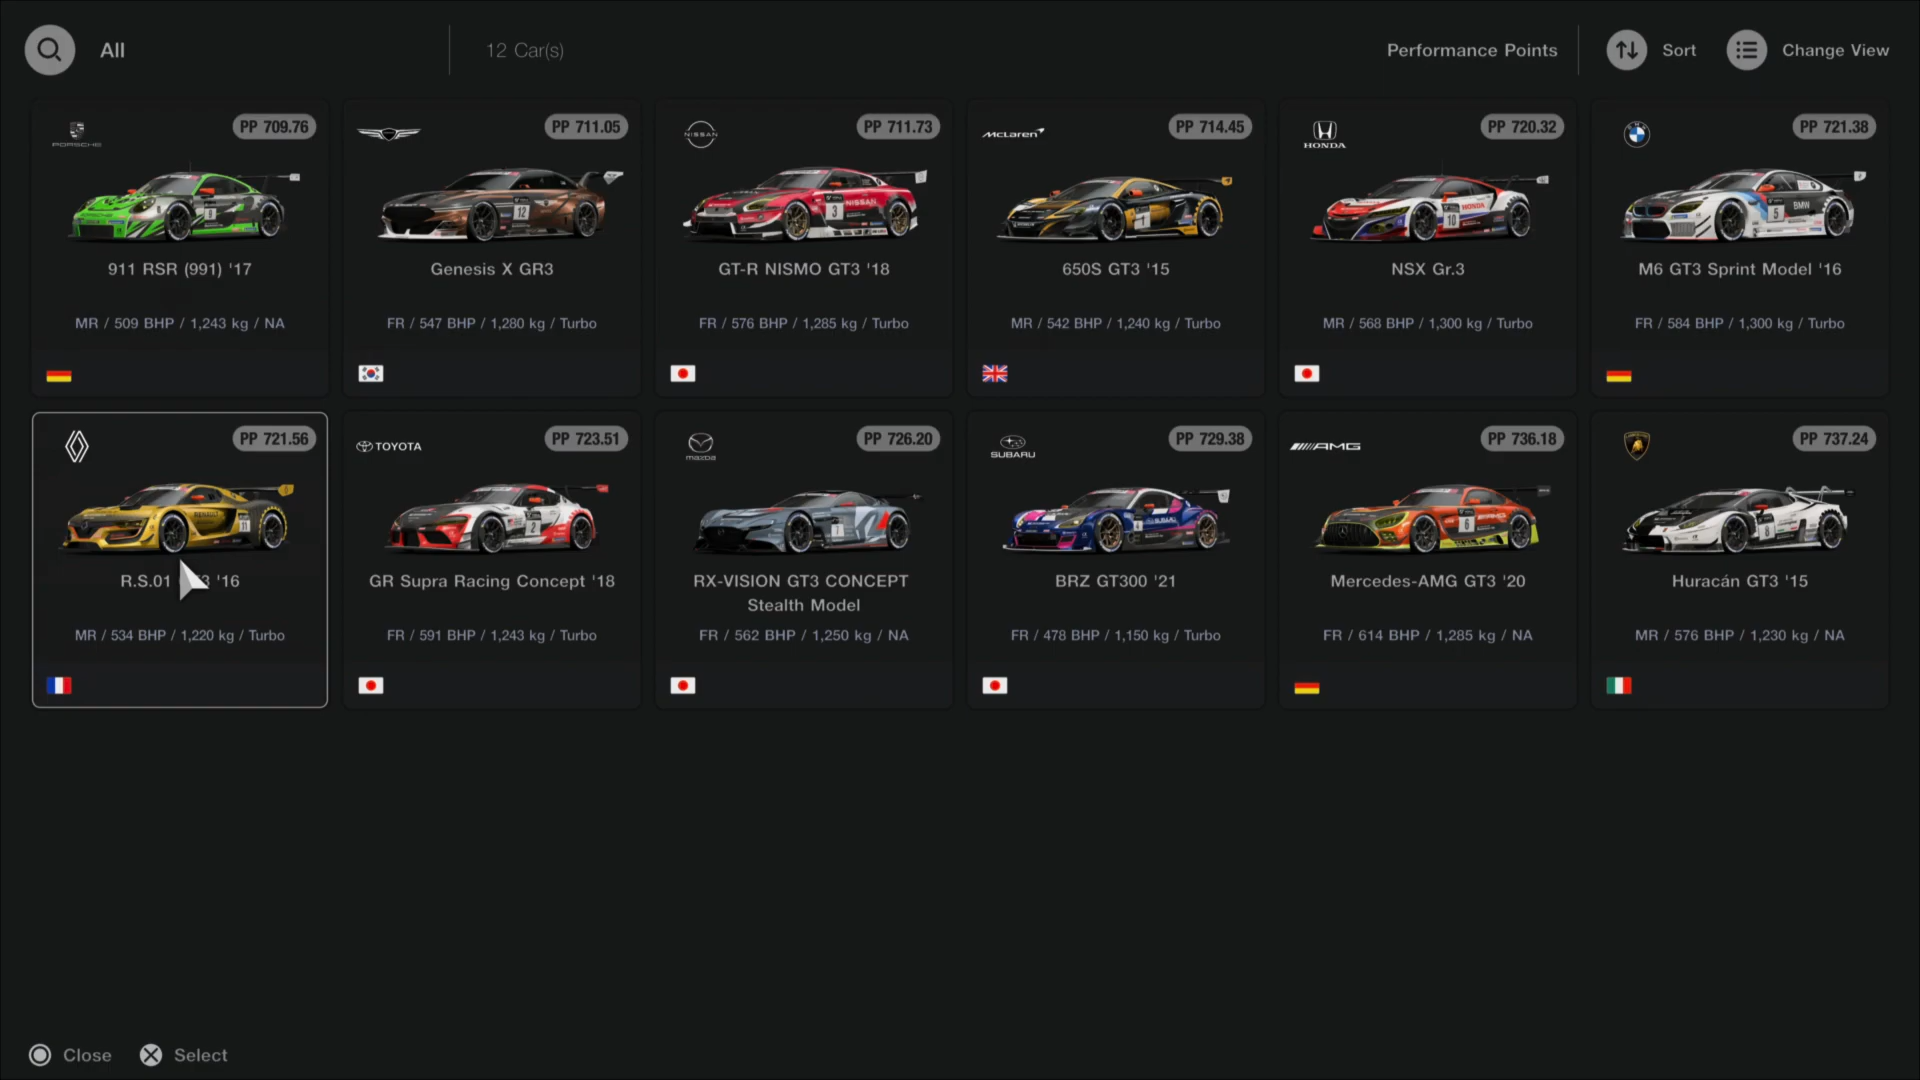 All
12 Car(s)
Performance Points
Sort
Change View
PORSCHE
PP 709.76
911 RSR (991) '17
MR / 509 BHP / 1,243 kg / NA
PP 711.05
Genesis X GR3
FR / 547 BHP / 1,280 kg / Turbo
NISSAN
PP 711.73
GT-R NISMO GT3 '18
FR / 576 BHP / 1,285 kg / Turbo
McLaren
PP 714.45
650S GT3 '15
MR / 542 BHP / 1,240 kg / Turbo
HONDA
PP 720.32
NSX Gr.3
MR / 568 BHP / 1,300 kg / Turbo
BMW
PP 721.38
M6 GT3 Sprint Model '16
FR / 584 BHP / 1,300 kg / Turbo
PP 721.56
R.S.01 '16
MR / 534 BHP / 1,220 kg / Turbo
TOYOTA
PP 723.51
GR Supra Racing Concept '18
FR / 591 BHP / 1,243 kg / Turbo
mazda
PP 726.20
RX-VISION GT3 CONCEPT
Stealth Model
FR / 562 BHP / 1,250 kg / NA
SUBARU
PP 729.38
BRZ GT300 '21
FR / 478 BHP / 1,150 kg / Turbo
AMG
PP 736.18
Mercedes-AMG GT3 '20
FR / 614 BHP / 1,285 kg / NA
PP 737.24
Huracán GT3 '15
MR / 576 BHP / 1,230 kg / NA
Close
Select